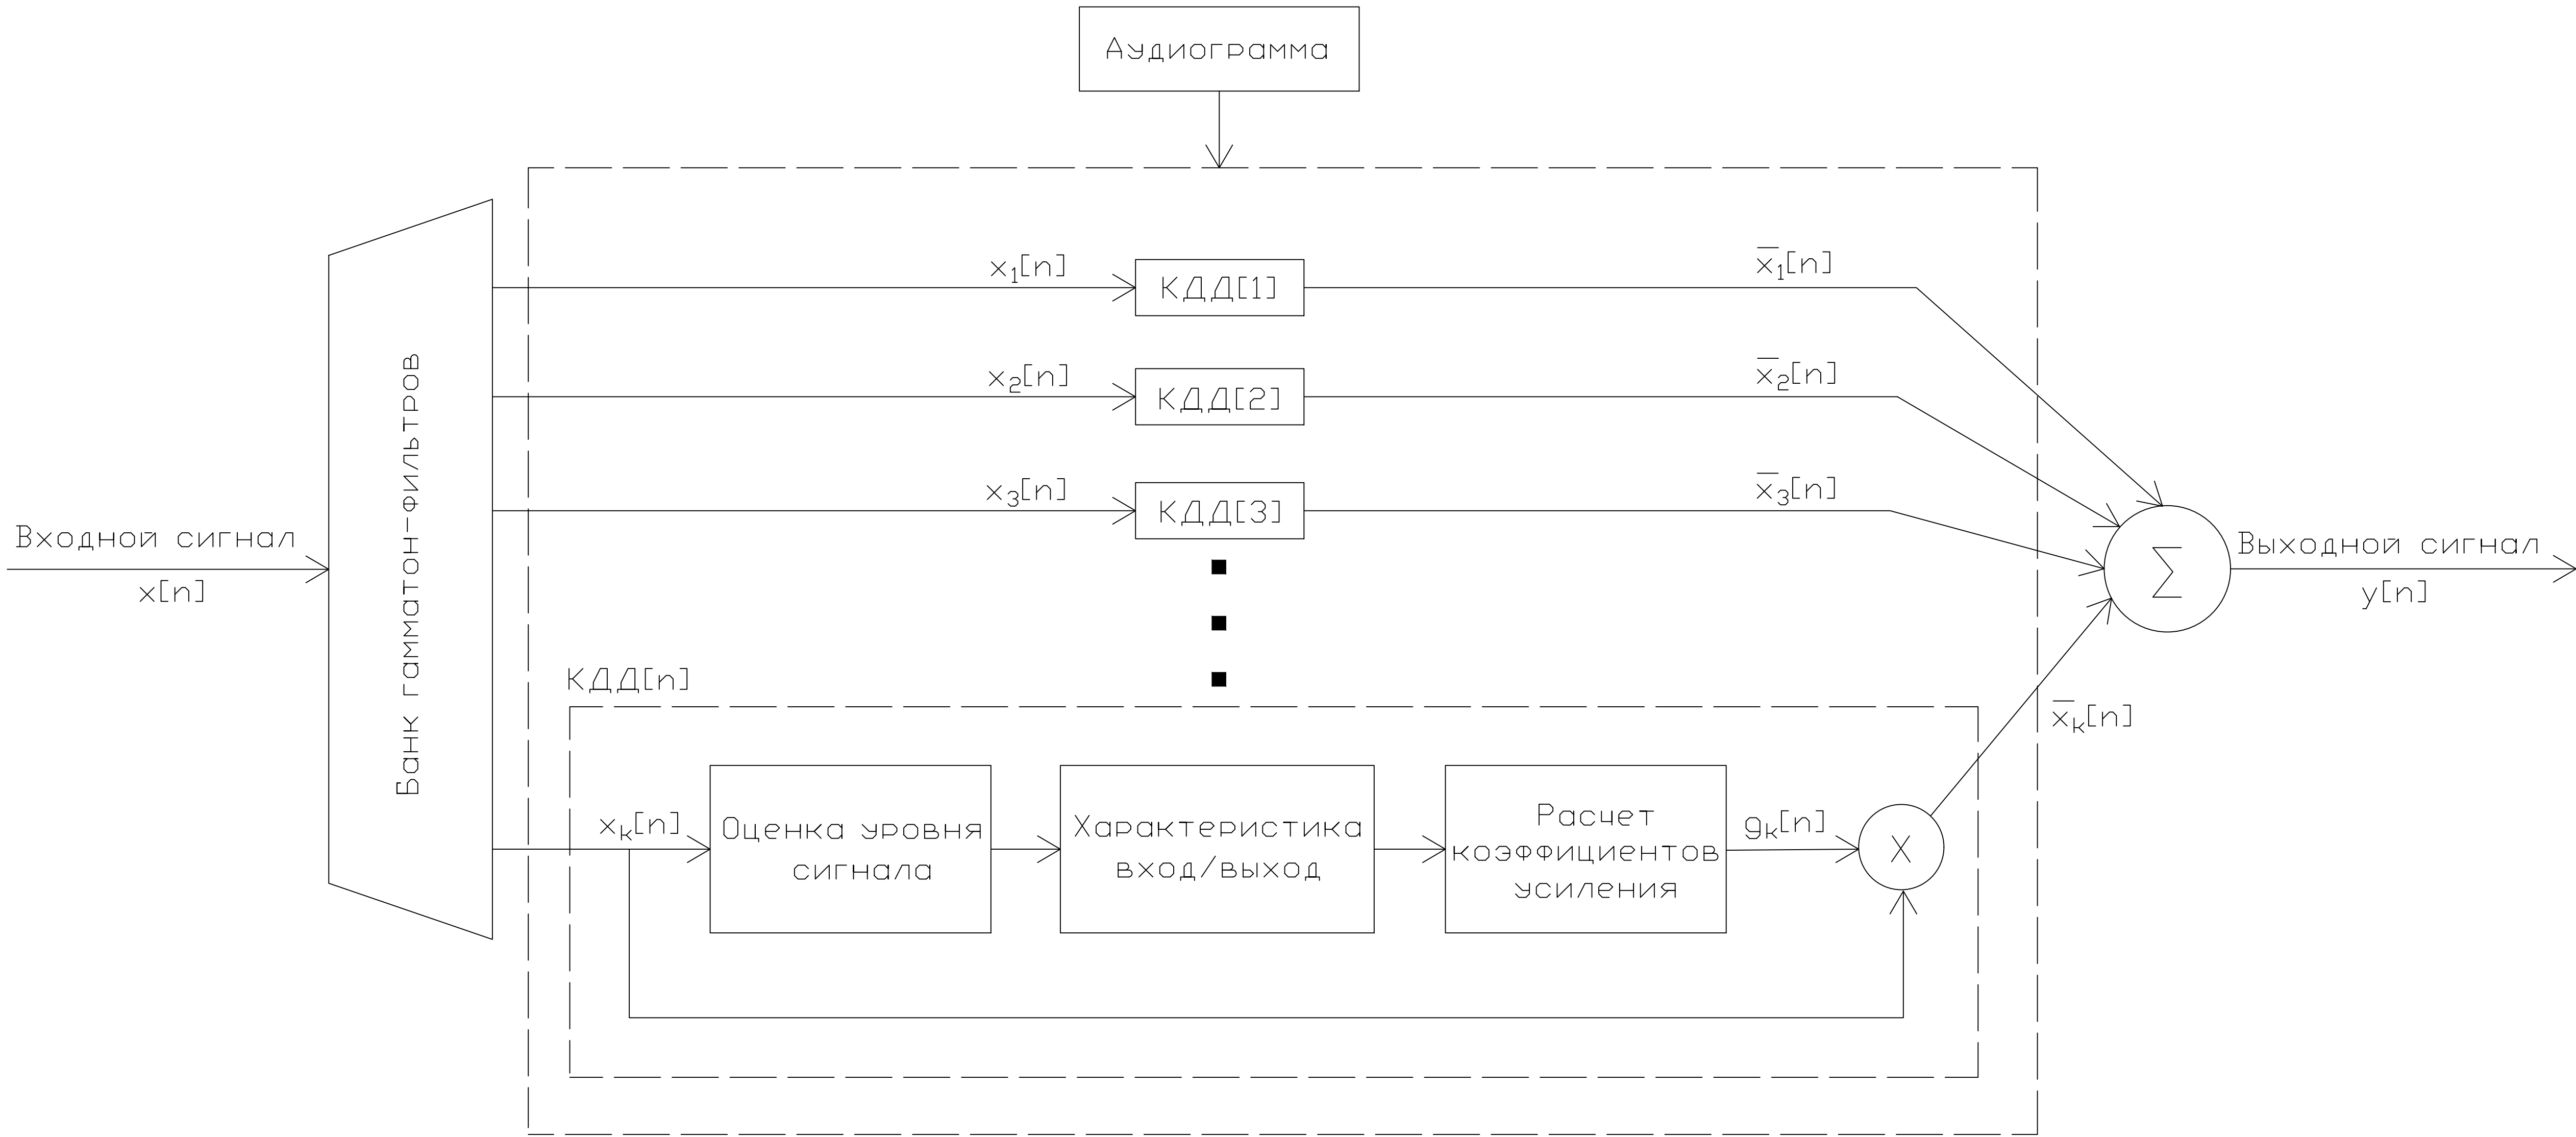 Аудиограмма
x₁[n]
КДД[1]
x̅₁[n]
x₂[n]
КДД[2]
x̅₂[n]
x₃[n]
КДД[3]
x̅₃[n]
Входной сигнал
x[n]
Банк гамматон-фильтров
Σ
Выходной сигнал
y[n]
КДД[n]
x̅ₖ[n]
xₖ[n]
Оценка уровня
сигнала
Характеристика
вход/выход
Расчет
коэффициентов
усиления
gₖ[n]
X